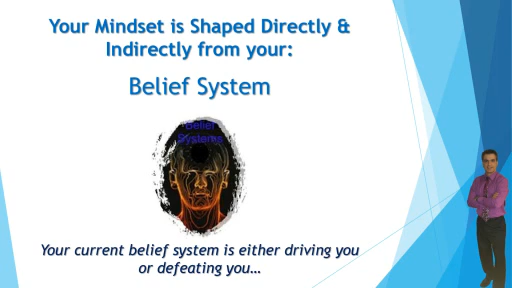 Your Mindset is Shaped Directly &
Indirectly from your:
Belief System
Belief
Systems
Your current belief system is either driving you
or defeating you…